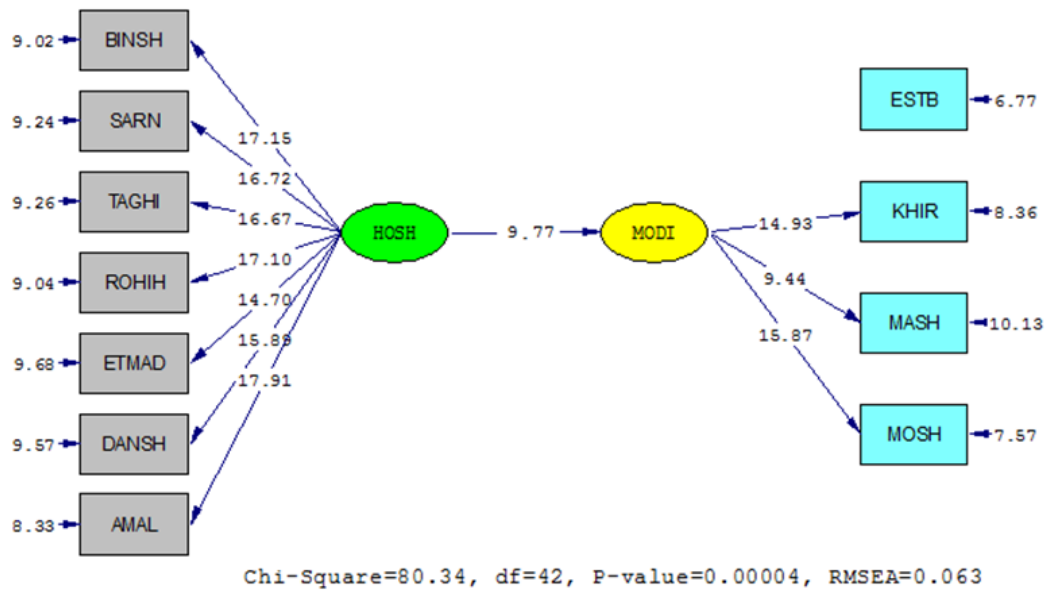 9.02 BINSH
9.24 SARN
9.26 TAGHI
9.04 ROHIH
9.68 ETMAD
9.57 DANSH
8.33 AMAL
17.15
16.72
16.67
17.10
14.70
15.89
17.91
HOSH 9.77 MODI
14.93
9.44
15.87
ESTB 6.77
KHIR 8.36
MASH 10.13
MOSH 7.57
Chi-Square=80.34, df=42, P-value=0.00004, RMSEA=0.063